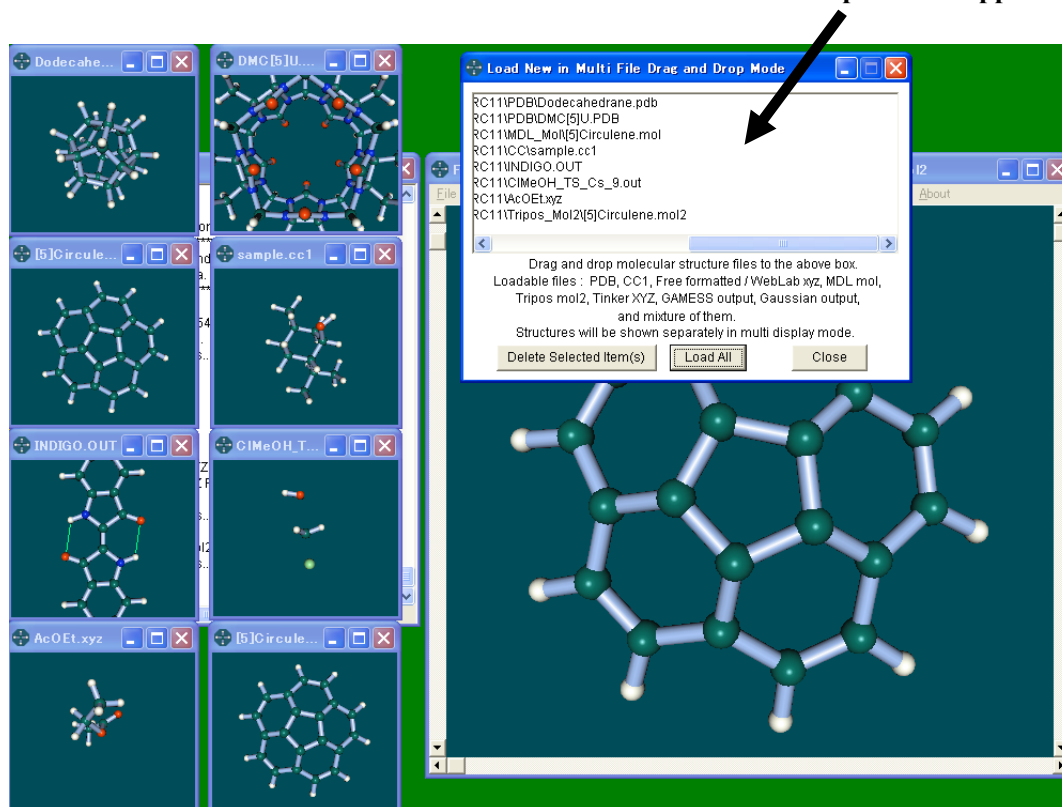 Dodecahe...
DMC[5]U....
Load New in Multi File Drag and Drop Mode
RC11\PDB\Dodecahedrane.pdb
RC11\PDB\DMC[5]U.PDB
RC11\MDL_Mol\[5]Circulene.mol
RC11\CC\sample.cc1
RC11\INDIGO.OUT
RC11\ClMeOH_TS_Cs_9.out
RC11\AcOEt.xyz
RC11\Tripos_Mol2\[5]Circulene.mol2
Drag and drop molecular structure files to the above box.
Loadable files : PDB, CC1, Free formatted / WebLab xyz, MDL mol,
Tripos mol2, Tinker XYZ, GAMESS output, Gaussian output,
and mixture of them.
Structures will be shown separately in multi display mode.
Delete Selected Item(s)
Load All
Close
File
About
[5]Circule...
sample.cc1
INDIGO.OUT
ClMeOH_T...
AcOEt.xyz
[5]Circule...